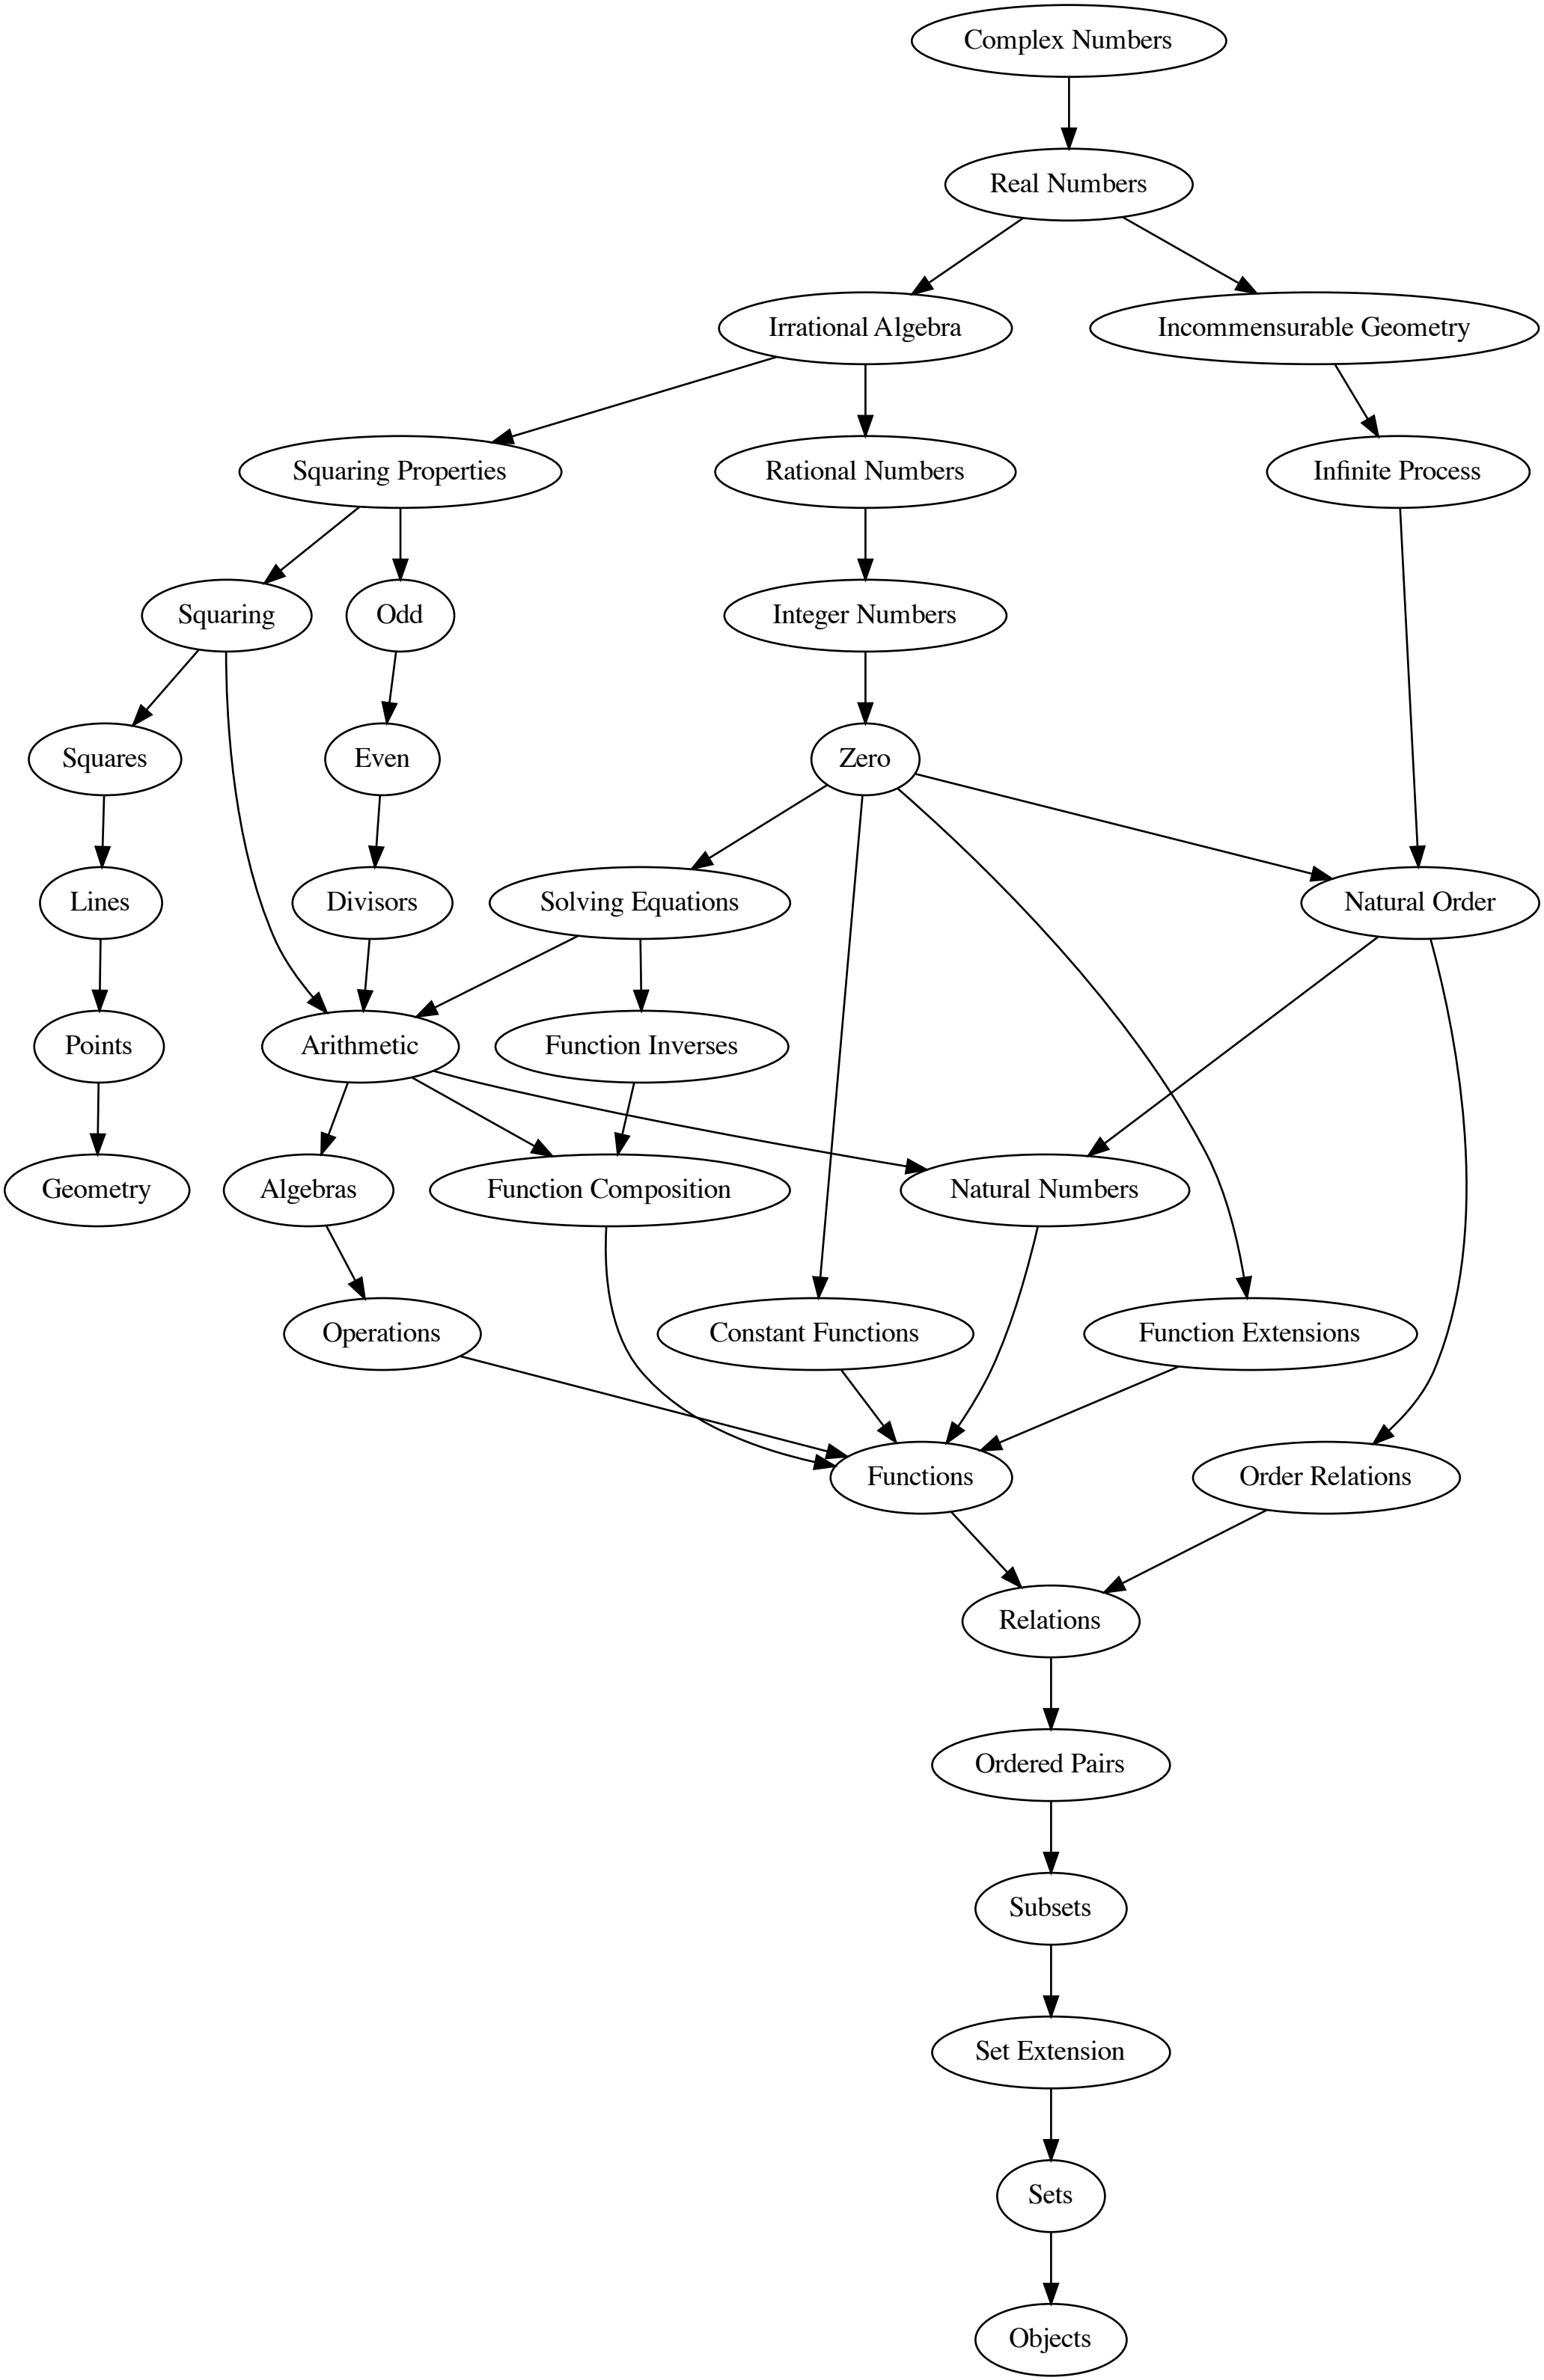 Complex Numbers
Real Numbers
Irrational Algebra
Incommensurable Geometry
Squaring Properties
Rational Numbers
Infinite Process
Squaring
Odd
Integer Numbers
Squares
Even
Zero
Lines
Divisors
Solving Equations
Natural Order
Points
Arithmetic
Function Inverses
Geometry
Algebras
Function Composition
Natural Numbers
Operations
Constant Functions
Function Extensions
Functions
Order Relations
Relations
Ordered Pairs
Subsets
Set Extension
Sets
Objects